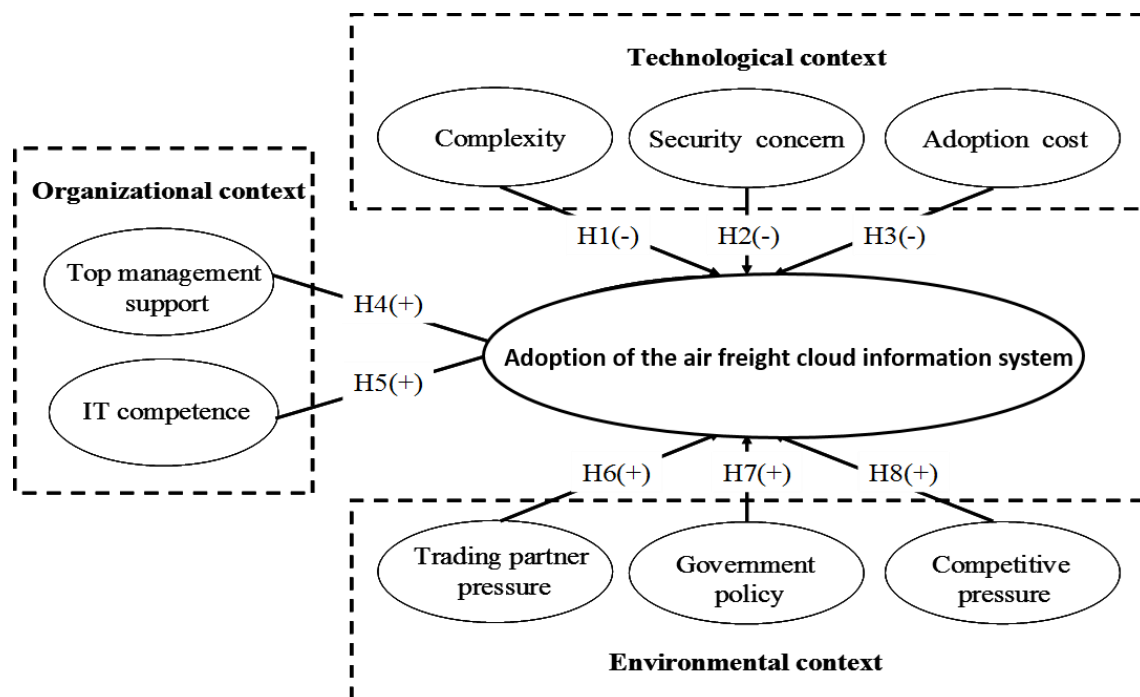 Technological context
Complexity
Security concern
Adoption cost
H1(-)
H2(-)
H3(-)
Organizational context
Top management
support
IT competence
H4(+)
H5(+)
Adoption of the air freight cloud information system
H6(+)
H7(+)
H8(+)
Trading partner
pressure
Government
policy
Competitive
pressure
Environmental context